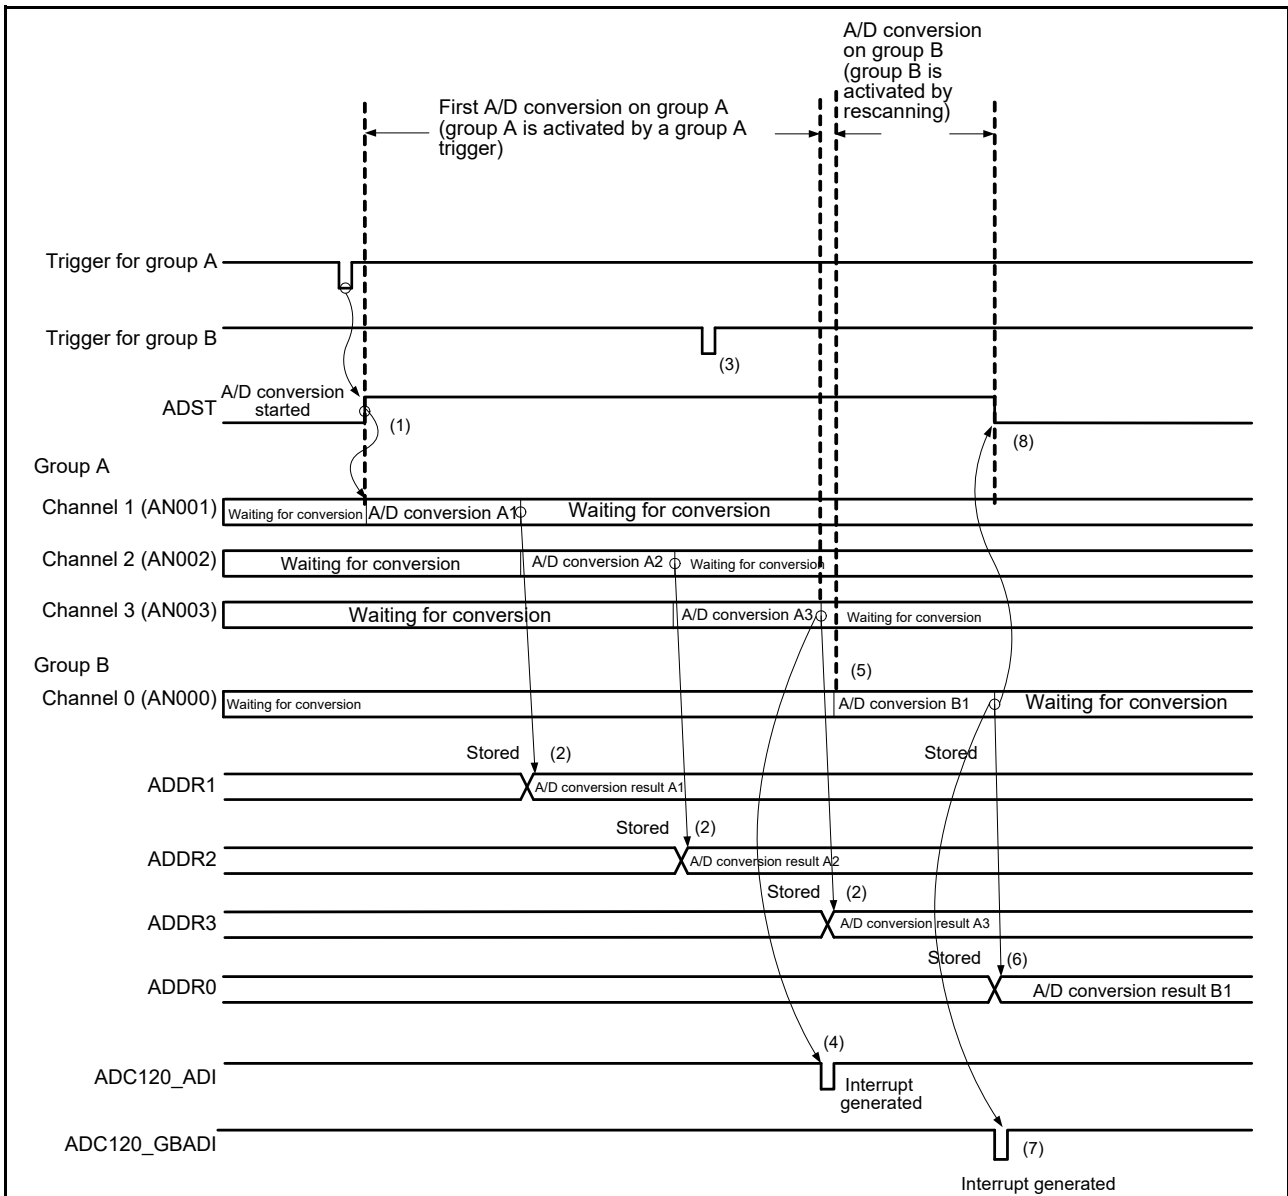 A/D conversion
on group B
(group B is
activated by
rescanning)
First A/D conversion on group A
(group A is activated by a group A
trigger)
Trigger for group A
Trigger for group B
(3)
A/D conversion
started
ADST
(1)
(8)
Group A
Channel 1 (AN001)
Waiting for conversion
A/D conversion A1
Waiting for conversion
Channel 2 (AN002)
Waiting for conversion
A/D conversion A2
Waiting for conversion
Channel 3 (AN003)
Waiting for conversion
A/D conversion A3
Waiting for conversion
Group B
(5)
Channel 0 (AN000)
Waiting for conversion
A/D conversion B1
Waiting for conversion
Stored
(2)
Stored
ADDR1
A/D conversion result A1
Stored
(2)
ADDR2
A/D conversion result A2
Stored
(2)
ADDR3
A/D conversion result A3
Stored
(6)
ADDR0
A/D conversion result B1
(4)
ADC120_ADI
Interrupt
generated
ADC120_GBADI
(7)
Interrupt generated